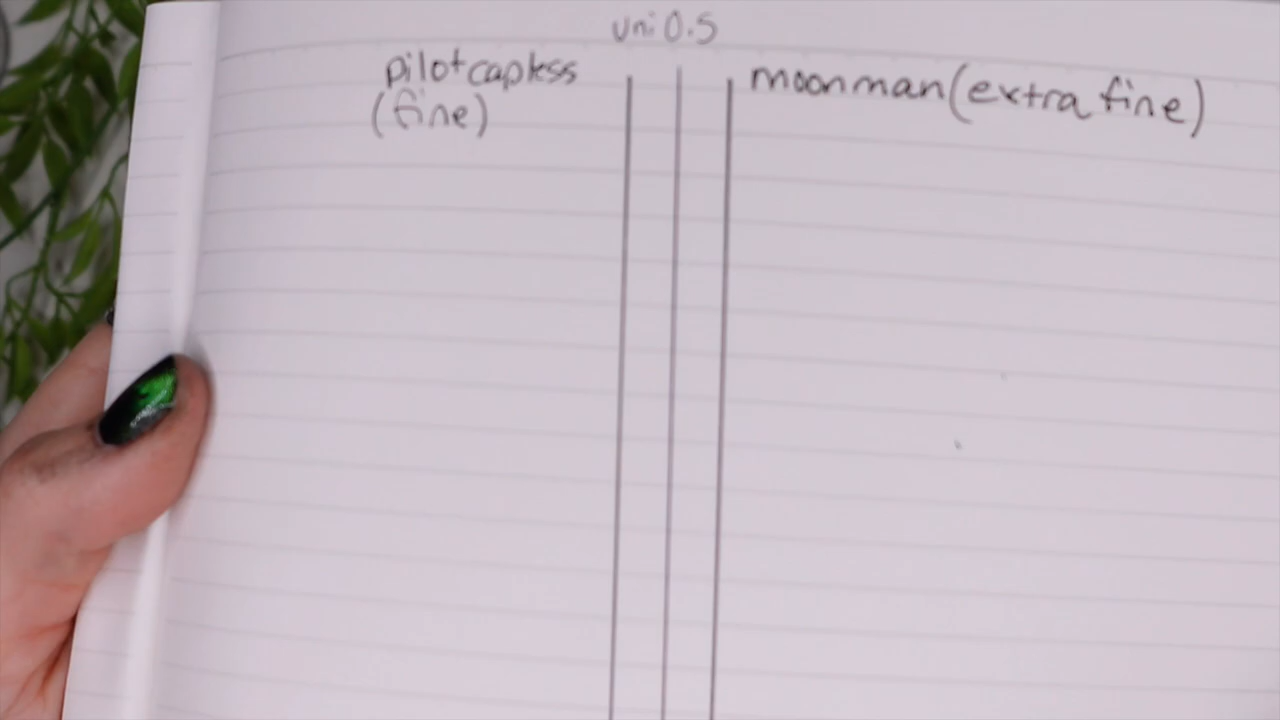 uni 0.5
pilot capless
(fine)
moonman (extra fine)